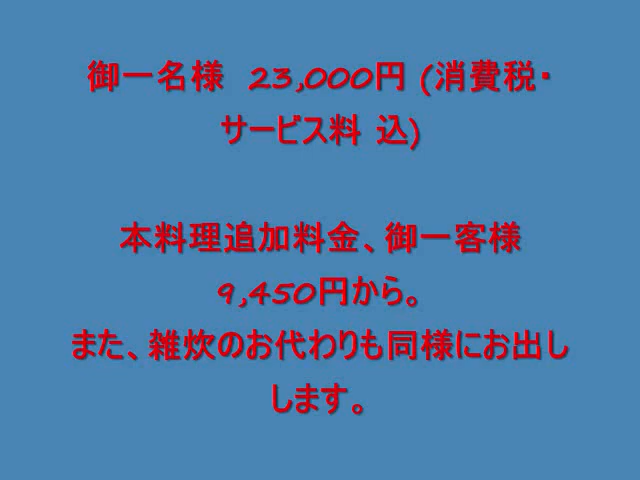 御一名様 23,000円 (消費税・
サービス料 込)
本料理追加料金、御一客様
9,450円から。
また、雑炊のお代わりも同様にお出し
します。